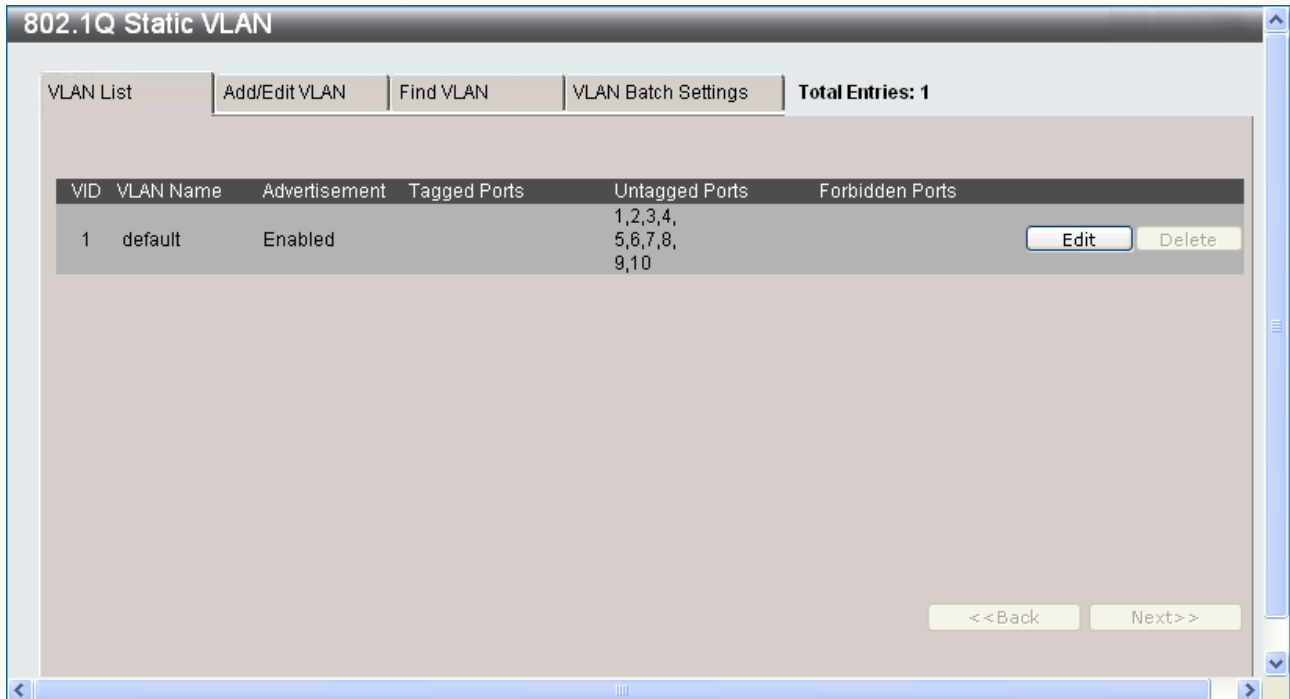 802.1Q Static VLAN
VLAN List Add/Edit VLAN Find VLAN VLAN Batch Settings Total Entries: 1
VID VLAN Name Advertisement Tagged Ports Untagged Ports Forbidden Ports
1 default Enabled 1,2,3,4,
5,6,7,8,
9,10 Edit Delete
<<Back Next>>